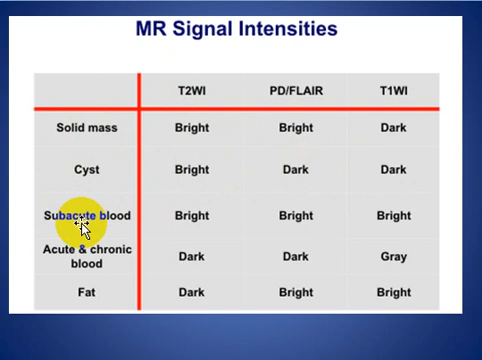 MR Signal Intensities
T2WI PD/FLAIR T1WI
Solid mass Bright Bright Dark
Cyst Bright Dark Dark
Subacute blood Bright Bright Bright
Acute & chronic
blood Dark Dark Gray
Fat Dark Bright Bright